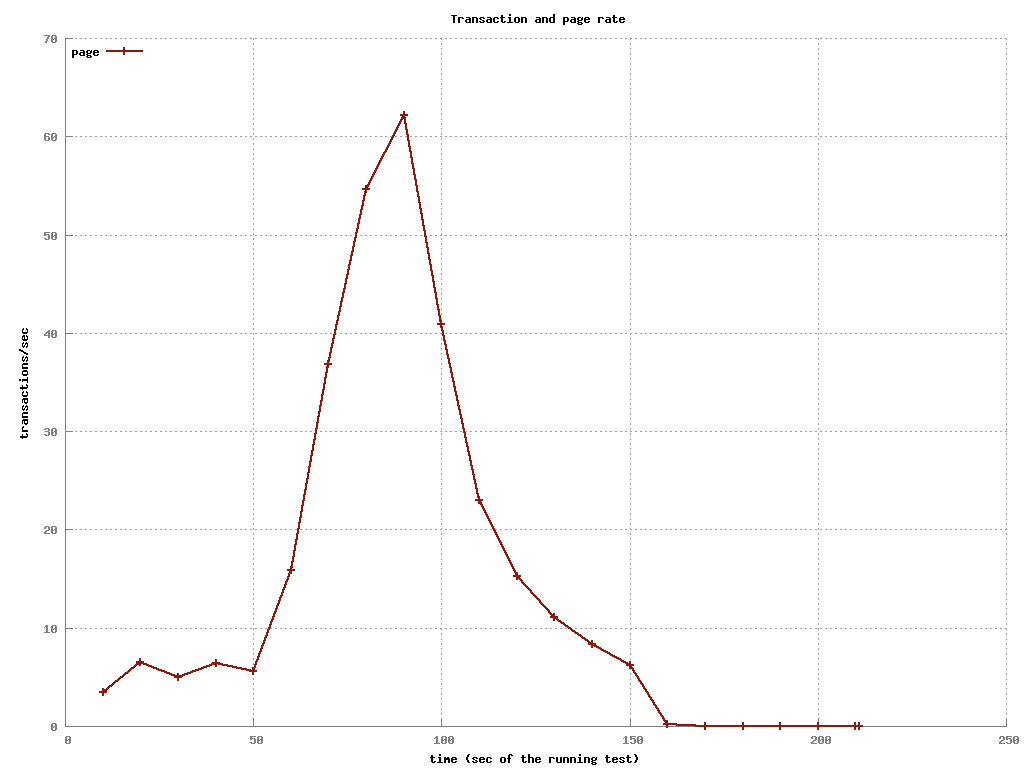 Transaction and page rate
page
70
60
50
40
30
20
10
0
transactions/sec
0 50 100 150 200 250
time (sec of the running test)